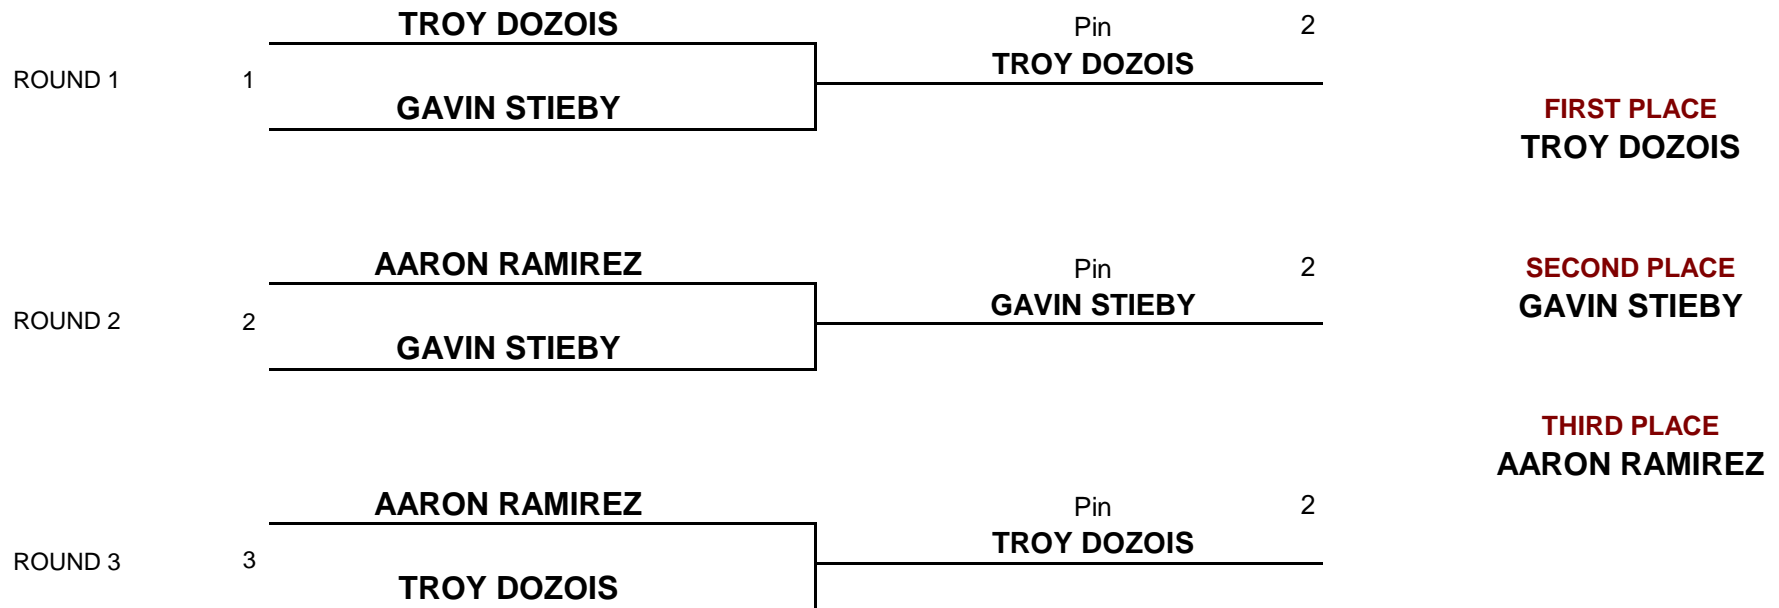 TROY DOZOIS
Pin 2
TROY DOZOIS
ROUND 1 1
GAVIN STIEBY
FIRST PLACE
TROY DOZOIS
AARON RAMIREZ
Pin 2
SECOND PLACE
GAVIN STIEBY
GAVIN STIEBY
ROUND 2 2
GAVIN STIEBY
THIRD PLACE
AARON RAMIREZ
AARON RAMIREZ
Pin 2
TROY DOZOIS
ROUND 3 3
TROY DOZOIS